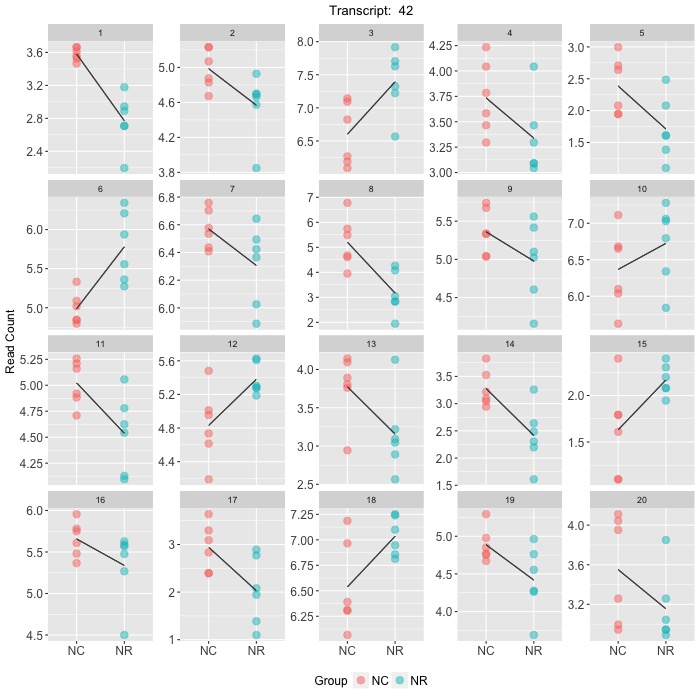 Transcript: 42
1 2 3 4 5
3.6 5.0 8.0 4.25 3.0
3.2 4.6 7.5 4.00 2.5
2.8 4.2 7.0 3.75 2.0
2.4 3.8 6.5 3.50 1.5
3.25
3.00
6 7 8 9 10
6.0 6.8 7 5.5 7.0
5.5 6.6 6 5.0 6.5
5.0 6.4 5 4.5 6.0
6.2 4
6.0 3
2
Read Count
11 12 13 14 15
5.25 5.6 4.0 3.5 2.0
5.00 5.2 3.5 3.0 1.5
4.75 4.8 3.0 2.5
4.50 4.4 2.5 2.0
4.25 1.5
16 17 18 19 20
6.0 3 7.25 5.0 4.0
5.5 2 7.00 4.5 3.6
5.0 1 6.75 4.0 3.2
4.5 6.50
6.25
NC NR NC NR NC NR NC NR NC NR
Group NC NR